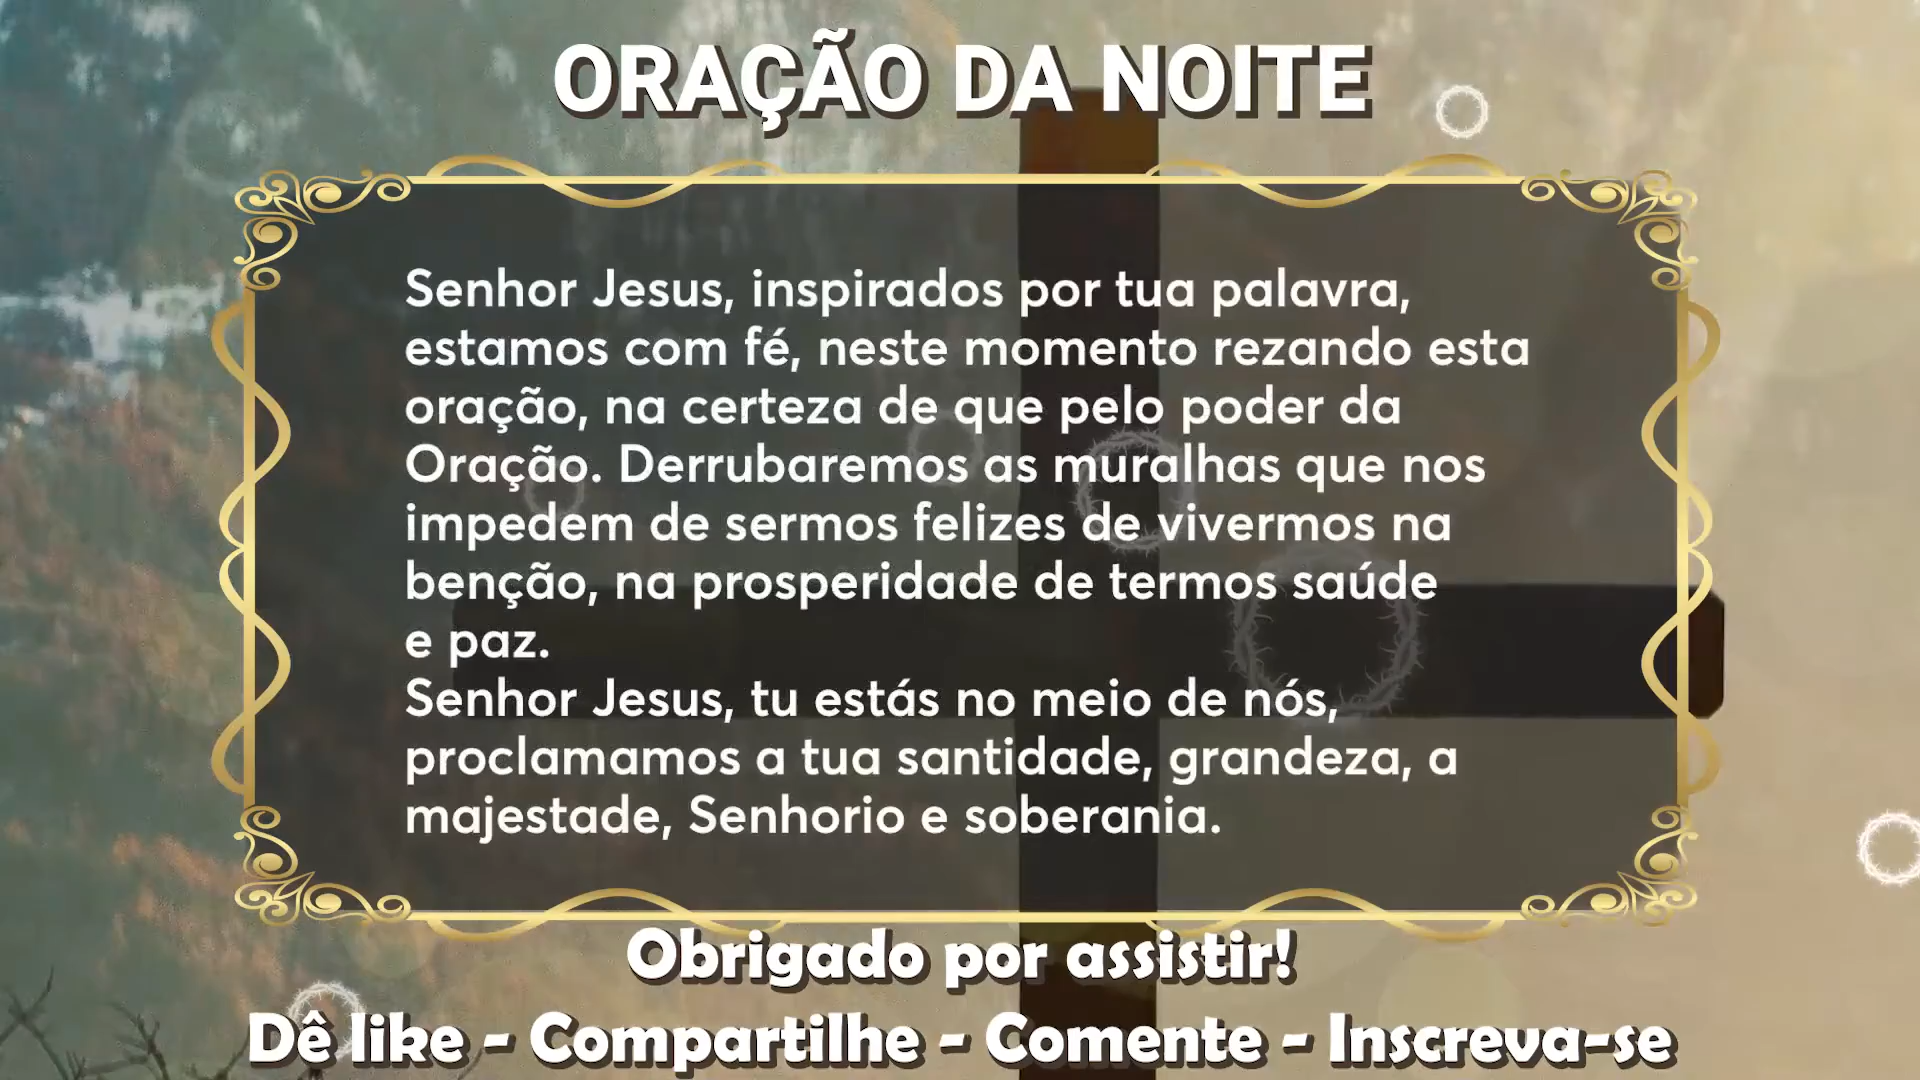 ORAÇÃO DA NOITE
Senhor Jesus, inspirados por tua palavra,
estamos com fé, neste momento rezando esta
oração, na certeza de que pelo poder da
Oração. Derrubaremos as muralhas que nos
impedem de sermos felizes de vivermos na
benção, na prosperidade de termos saúde
e paz.
Senhor Jesus, tu estás no meio de nós,
proclamamos a tua santidade, grandeza, a
majestade, Senhorio e soberania.
Obrigado por assistir!
Dê like - Compartilhe - Comente - Inscreva-se